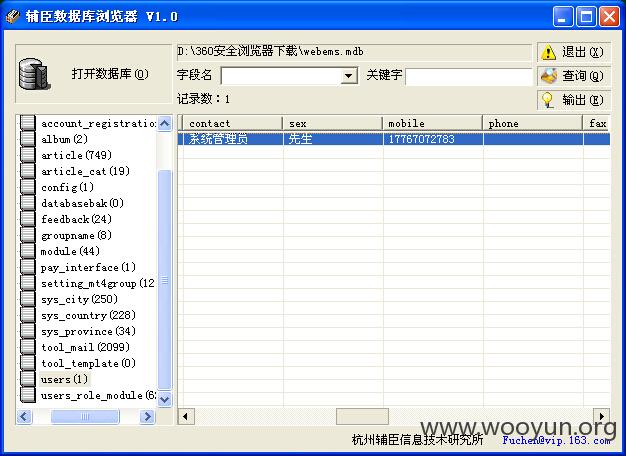 辅臣数据库浏览器 V1.0
打开数据库(O)
D:\360安全浏览器下载\webems.mdb
字段名 关键字
记录数：1
退出(X)
查询(Q)
输出(E)
account_registratio
album(2)
article(749)
article_cat(19)
config(1)
databasebak(0)
feedback(24)
groupname(8)
module(44)
pay_interface(1)
setting_mt4group(12
sys_city(250)
sys_country(228)
sys_province(34)
tool_mail(2099)
tool_template(0)
users(1)
users_role_module(6
contact sex mobile phone fax
系统管理员 先生 17767072783
www.wooyun.org
杭州辅臣信息技术研究所 Fuchen@vip.163.com